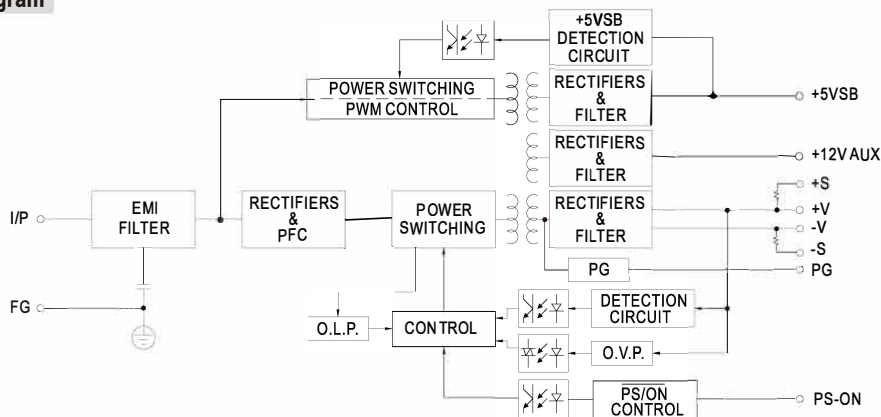 +5VSB
DETECTION
CIRCUIT
POWER SWITCHING
PWM CONTROL
RECTIFIERS
&
FILTER
+5VSB
RECTIFIERS
&
FILTER
+12V AUX
I/P
EMI
FILTER
RECTIFIERS
&
PFC
POWER
SWITCHING
RECTIFIERS
&
FILTER
+S
+V
-V
-S
PG
PG
FG
O.L.P.
CONTROL
DETECTION
CIRCUIT
O.V.P.
PS/ON
CONTROL
PS-ON